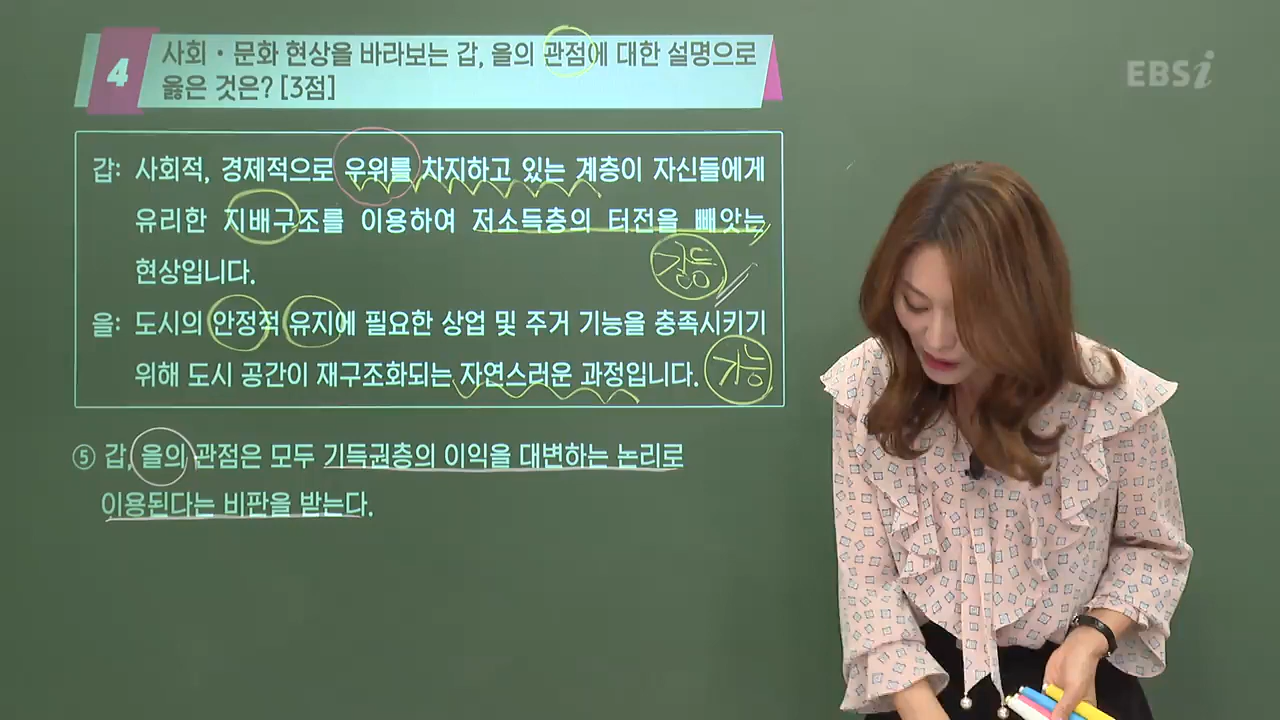 4
사회・문화 현상을 바라보는 갑, 을의 관점에 대한 설명으로
옳은 것은? [3점]
EBSi
갑: 사회적, 경제적으로 우위를 차지하고 있는 계층이 자신들에게
유리한 지배구조를 이용하여 저소득층의 터전을 빼앗는
현상입니다.
갈등
을: 도시의 안정적 유지에 필요한 상업 및 주거 기능을 충족시키기
위해 도시 공간이 재구조화되는 자연스러운 과정입니다.
기능
⑤ 갑, 을의 관점은 모두 기득권층의 이익을 대변하는 논리로
이용된다는 비판을 받는다.